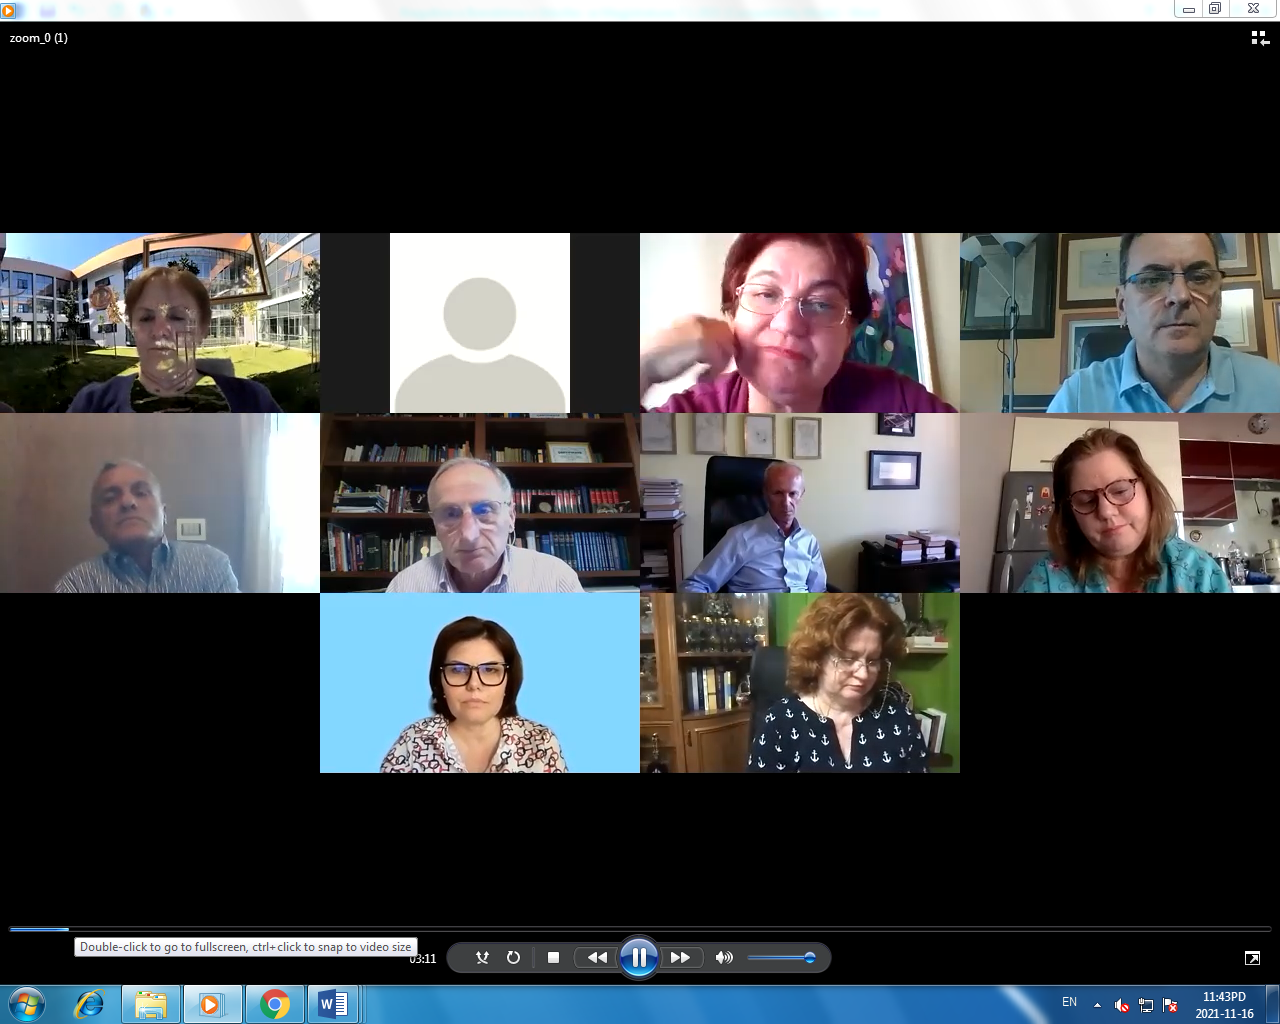 zoom_0 (1)
Double-click to go to fullscreen, ctrl+click to snap to video size
03:11
EN
11:43PD
2021-11-16